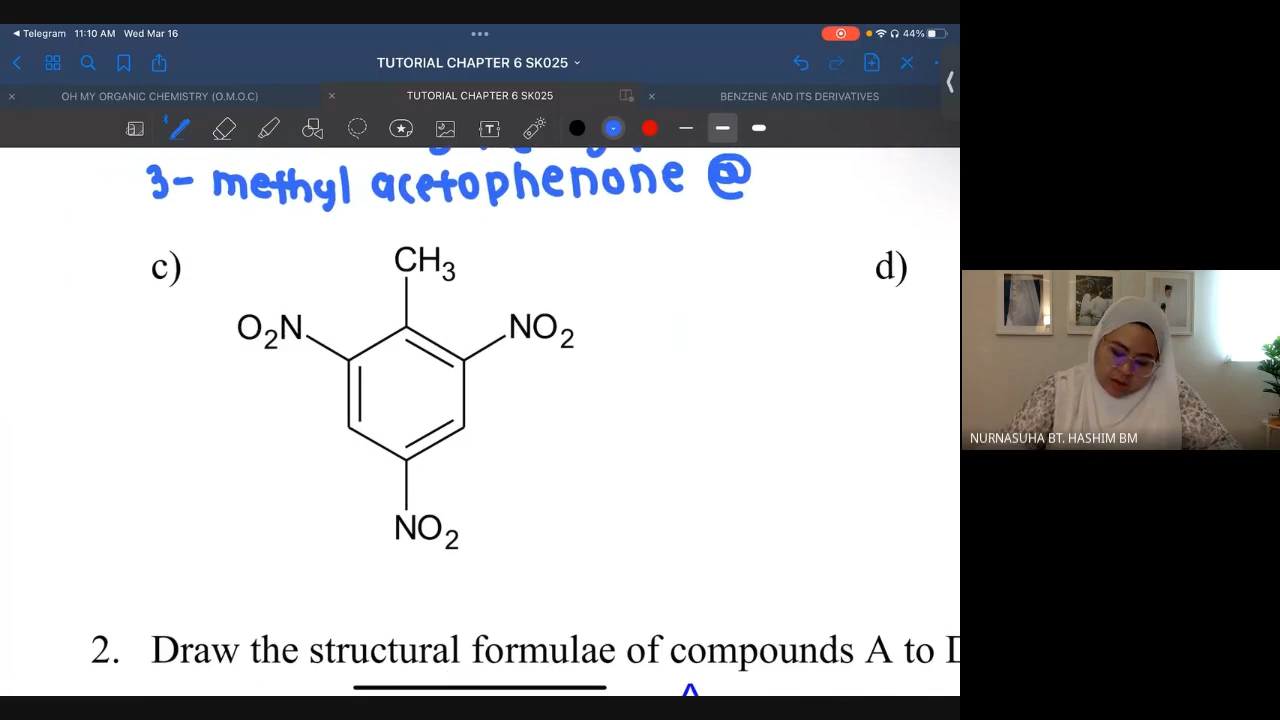 Telegram 11:10 AM Wed Mar 16
44%
TUTORIAL CHAPTER 6 SK025
OH MY ORGANIC CHEMISTRY (O.M.O.C) TUTORIAL CHAPTER 6 SK025 BENZENE AND ITS DERIVATIVES
3- methyl acetophenone @
c) CH3 d)
O2N NO2
NO2
NURNASUHA BT. HASHIM BM
2. Draw the structural formulae of compounds A to